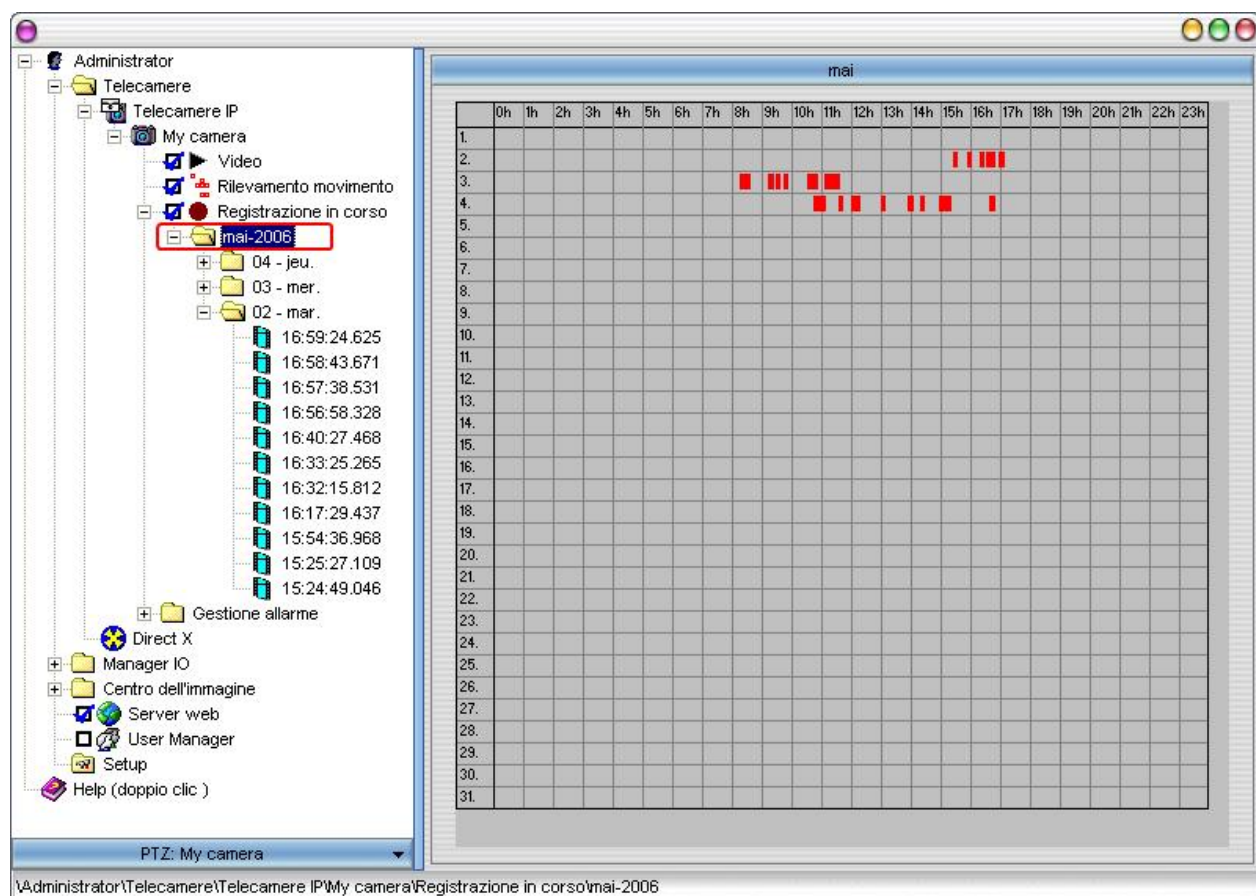 Administrator
Telecamere
Telecamere IP
My camera
Video
Rilevamento movimento
Registrazione in corso
mai-2006
04 - jeu.
03 - mer.
02 - mar.
16:59:24.625
16:58:43.671
16:57:38.531
16:56:58.328
16:40:27.468
16:33:25.265
16:32:15.812
16:17:29.437
15:54:36.968
15:25:27.109
15:24:49.046
Gestione allarme
Direct X
Manager IO
Centro dell'immagine
Server web
User Manager
Setup
Help (doppio clic )
PTZ: My camera
mai
0h 1h 2h 3h 4h 5h 6h 7h 8h 9h 10h 11h 12h 13h 14h 15h 16h 17h 18h 19h 20h 21h 22h 23h
1.
2.
3.
4.
5.
6.
7.
8.
9.
10.
11.
12.
13.
14.
15.
16.
17.
18.
19.
20.
21.
22.
23.
24.
25.
26.
27.
28.
29.
30.
31.
\Administrator\Telecamere\Telecamere IP\My camera\Registrazione in corso\mai-2006